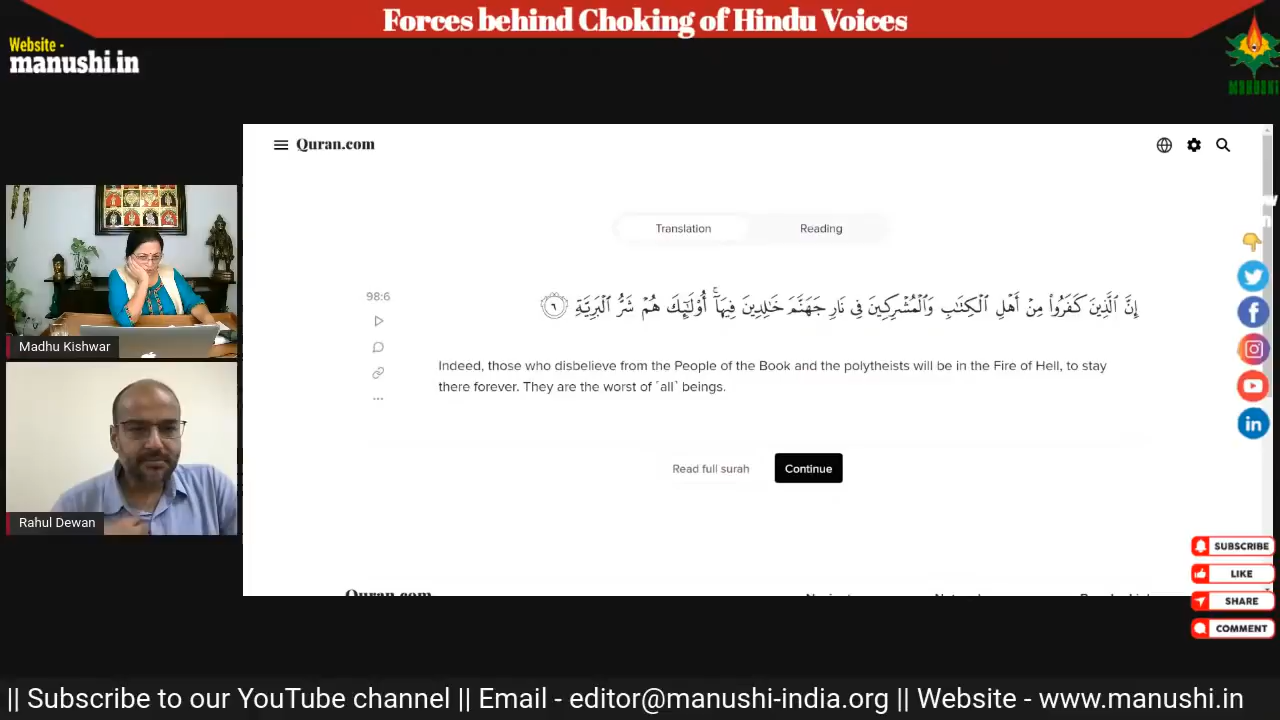 Forces behind Choking of Hindu Voices
Website -
manushi.in
MANUSHI
Quran.com
Translation
Reading
98:6
إِنَّ ٱلَّذِينَ كَفَرُوا۟ مِنْ أَهْلِ ٱلْكِتَـٰبِ وَٱلْمُشْرِكِينَ فِى نَارِ جَهَنَّمَ خَـٰلِدِينَ فِيهَآ ۚ أُو۟لَـٰٓئِكَ هُمْ شَرُّ ٱلْبَرِيَّةِ ٦
Indeed, those who disbelieve from the People of the Book and the polytheists will be in the Fire of Hell, to stay
there forever. They are the worst of ˹all˺ beings.
Read full surah
Continue
Madhu Kishwar
Rahul Dewan
SUBSCRIBE
LIKE
SHARE
COMMENT
|| Subscribe to our YouTube channel || Email - editor@manushi-india.org || Website - www.manushi.in